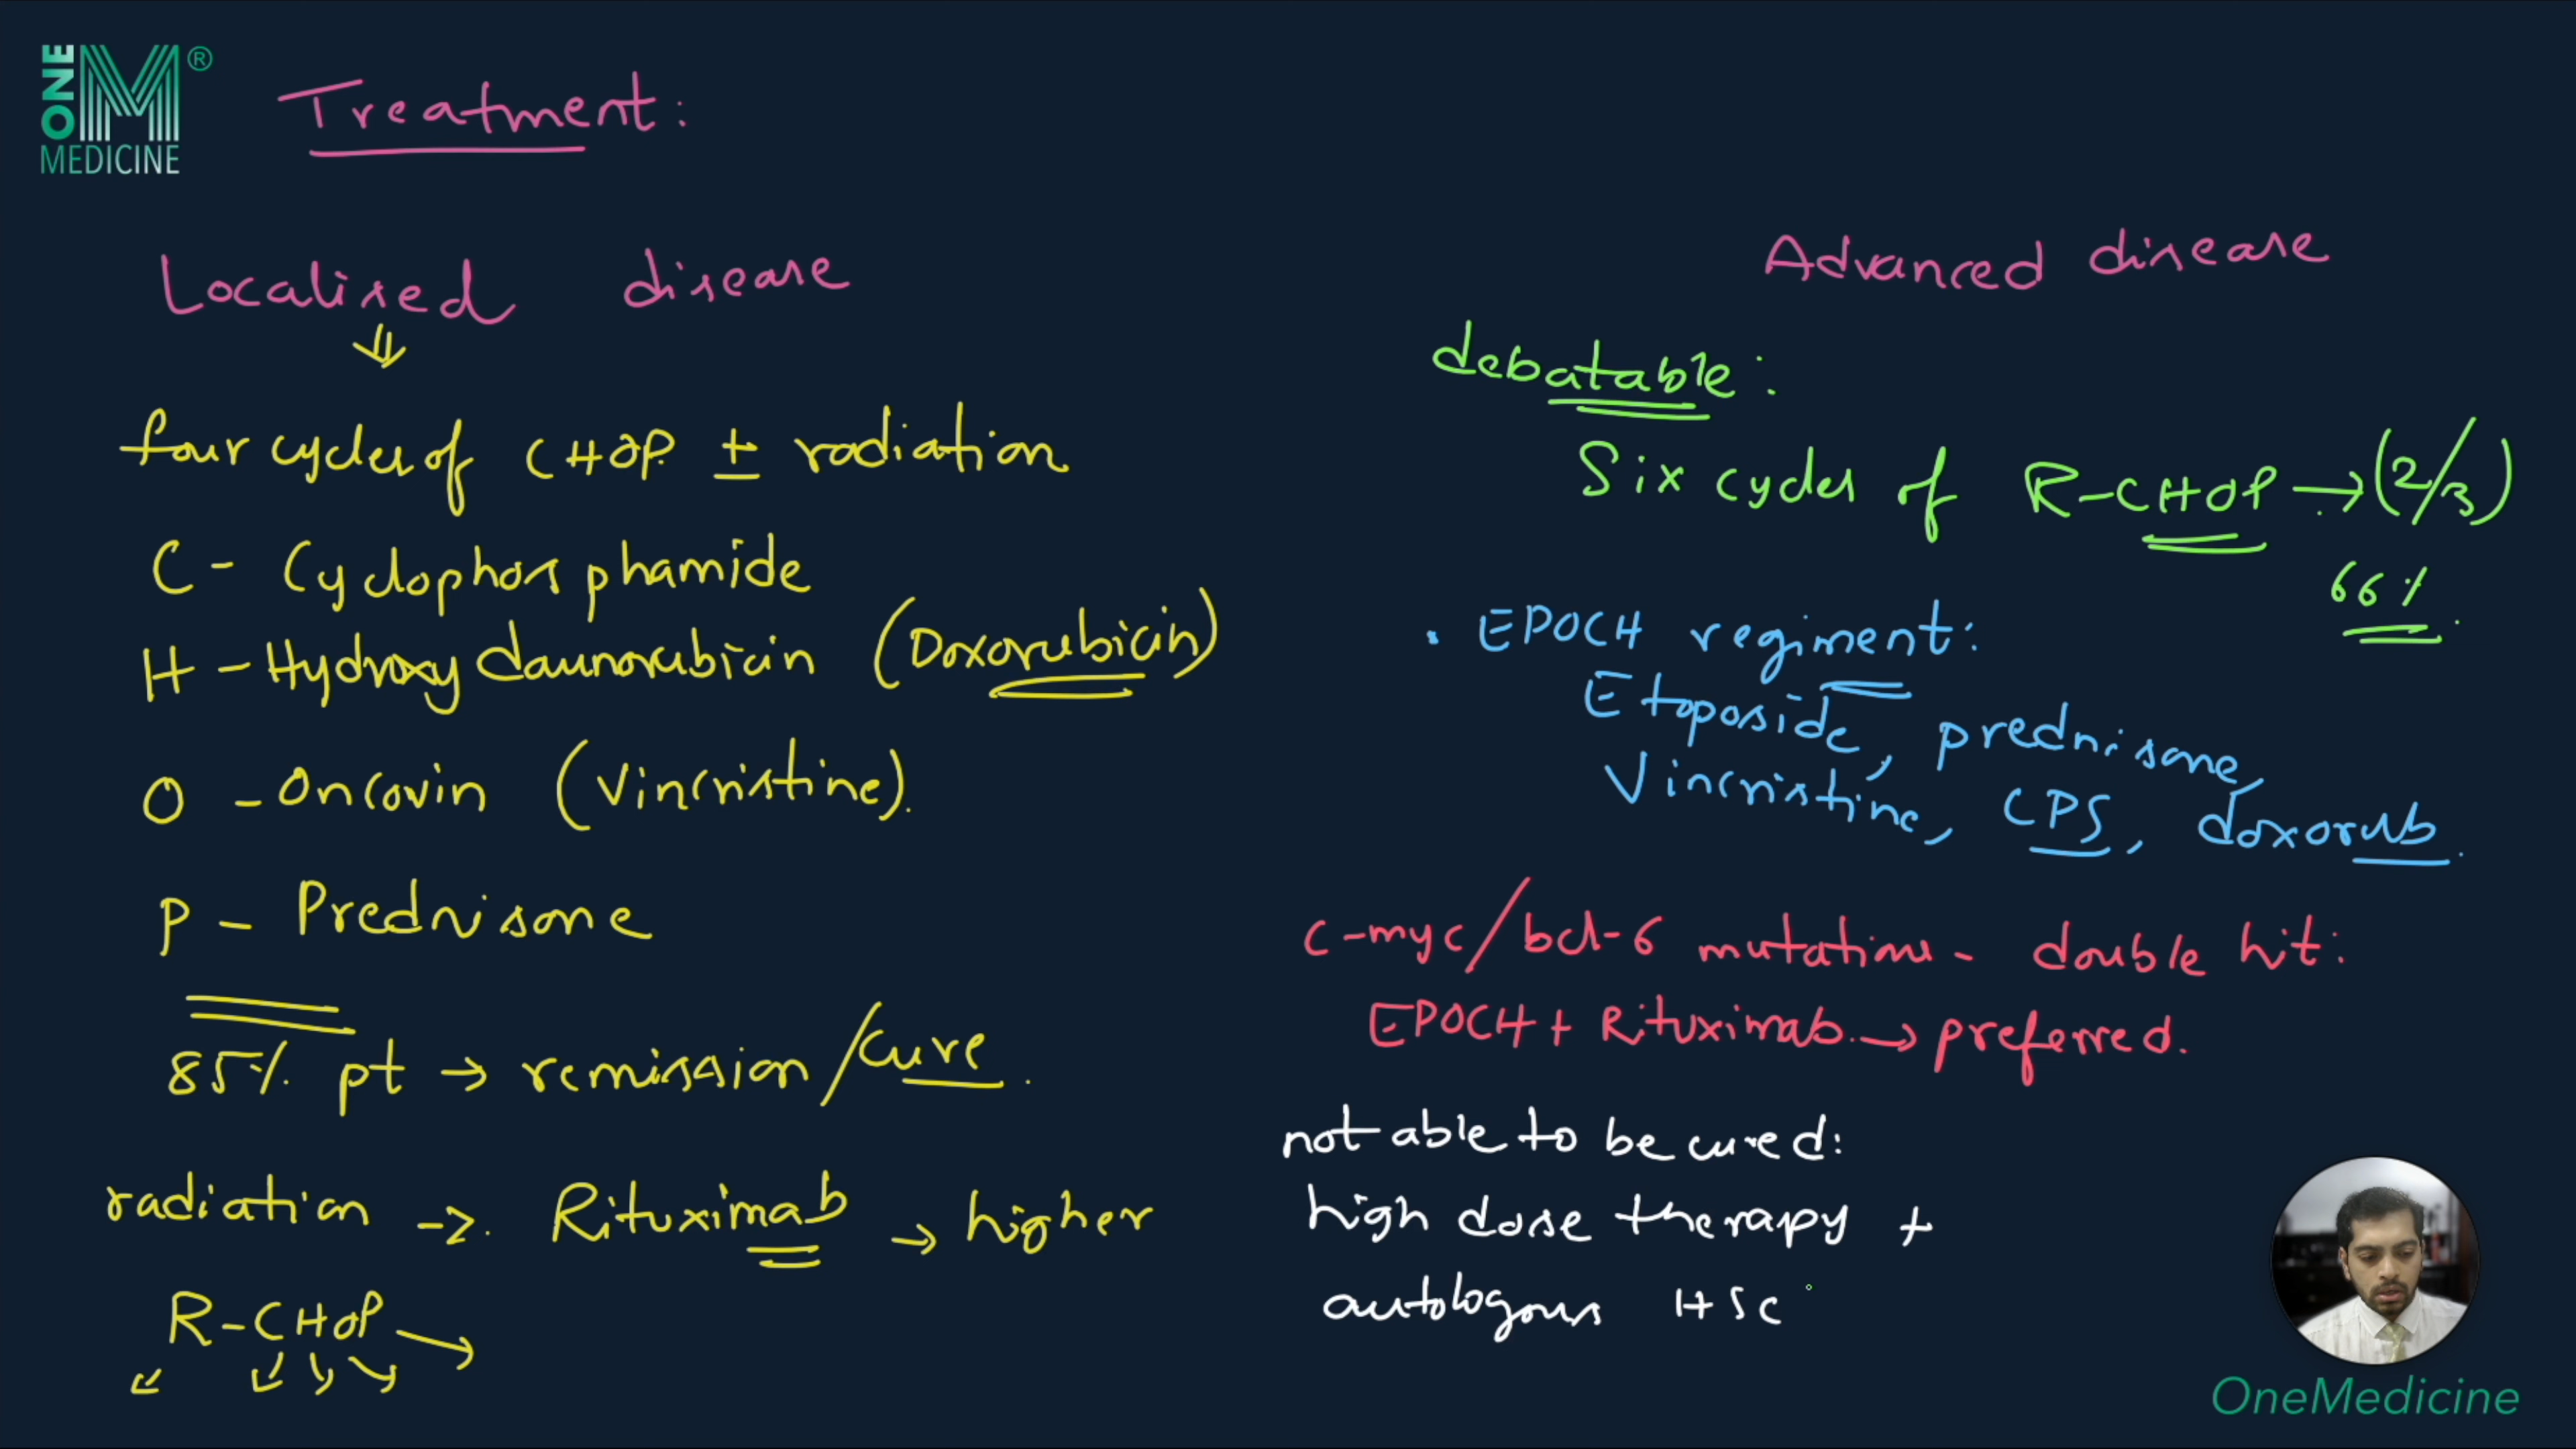 ONE
M®
MEDICINE
Treatment:
Localised disease
four cycles of CHOP ± radiation
C - Cyclophosphamide
H - Hydroxy daunorubicin (Doxorubicin)
O - Oncovin (Vincristine).
P - Prednisone
85% pt → remission/cure.
radiation → Rituximab → higher
R-CHOP →
Advanced disease
debatable:
Six cycles of R-CHOP → (2/3)
66%.
• EPOCH regiment:
Etoposide, prednisone,
Vincristine, CPS, doxorub.
c-myc/bcl-6 mutations - double hit:
EPOCH + Rituximab. → preferred.
not able to be cured:
high dose therapy +
autologous HSC
OneMedicine